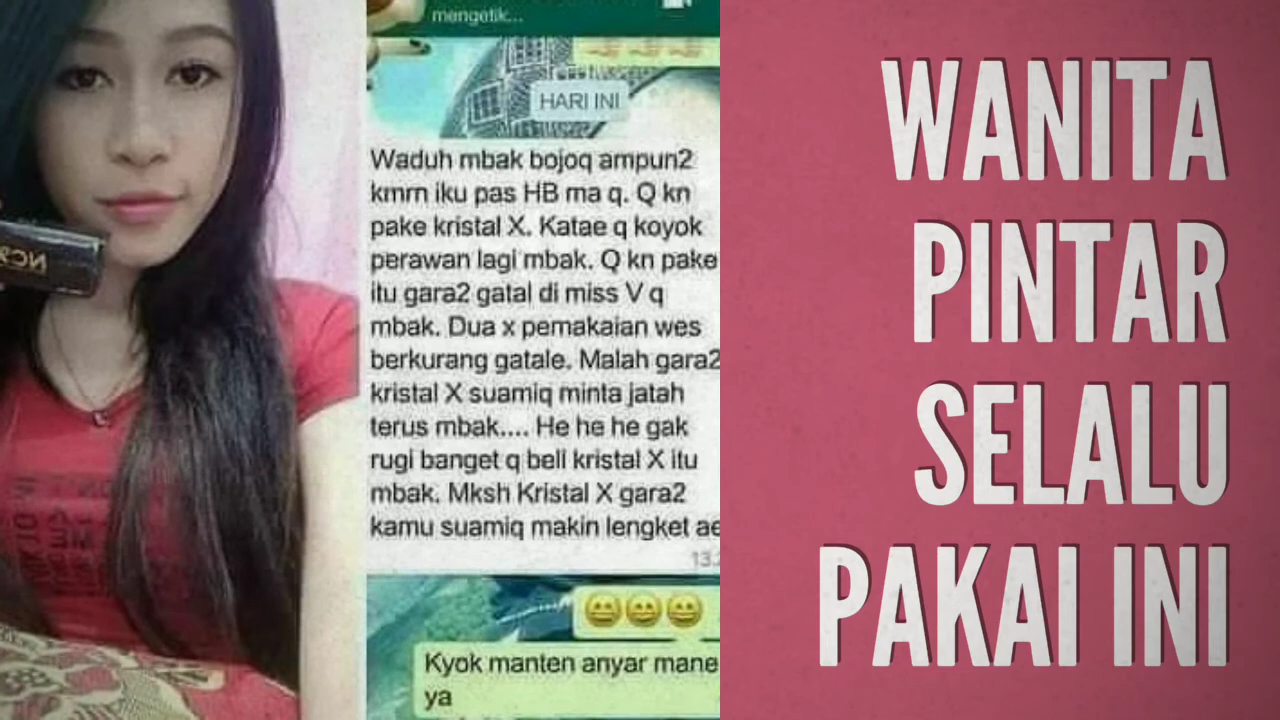 mengetik...
HARI INI
Waduh mbak bojoq ampun2
kmrn iku pas HB ma q. Q kn
pake kristal X. Katae q koyok
perawan lagi mbak. Q kn pake
itu gara2 gatal di miss V q
mbak. Dua x pemakaian wes
berkurang gatale. Malah gara2
kristal X suamiq minta jatah
terus mbak.... He he he gak
rugi banget q beli kristal X itu
mbak. Mksh Kristal X gara2
kamu suamiq makin lengket ae
Kyok manten anyar mane
ya
WANITA
PINTAR
SELALU
PAKAI INI